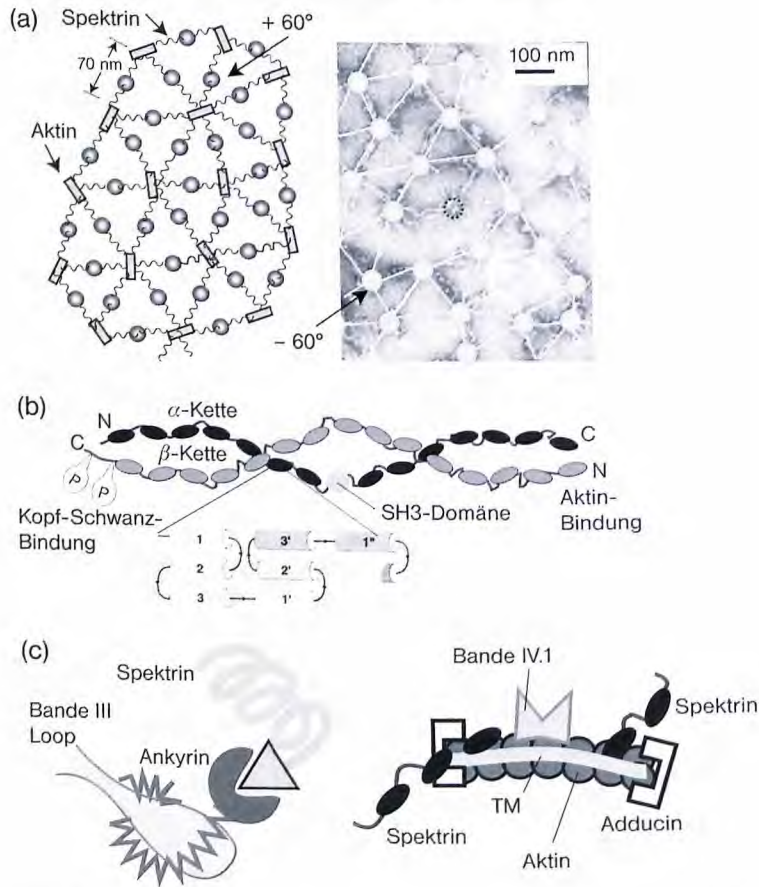 (a)
Spektrin
+ 60°
70 nm
Aktin
100 nm
– 60°
(b)
N
α-Kette
C
β-Kette
P
P
C
N
Kopf-Schwanz-
Bindung
SH3-Domäne
Aktin-
Bindung
1
3'
1"
2
2'
3
1'
(c)
Spektrin
Bande III
Loop
Ankyrin
Bande IV.1
Spektrin
TM
Adducin
Spektrin
Aktin